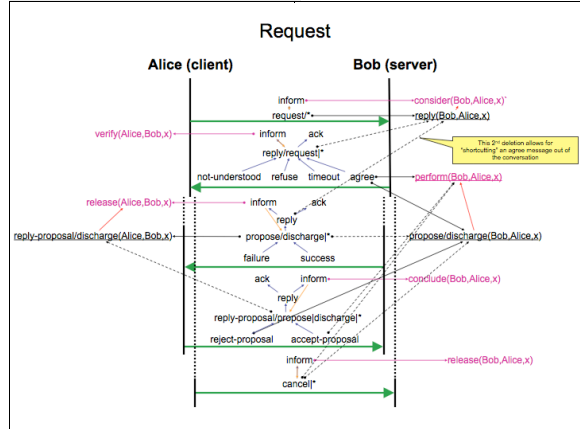 Request
Alice (client) Bob (server)
inform consider(Bob,Alice,x)*
request/* reply(Bob,Alice,x)
verify(Alice,Bob,x) inform ack
This 2nd deletion allows for
"shortcutting" an agree message out of
the conversation
reply/request|*
not-understood refuse timeout agree perform(Bob,Alice,x)
release(Alice,Bob,x) inform ack
reply
reply-proposal/discharge(Alice,Bob,x) propose/discharge|* propose/discharge(Bob,Alice,x)
failure success
ack inform conclude(Bob,Alice,x)
reply
reply-proposal/propose|discharge|*
reject-proposal accept-proposal
inform release(Bob,Alice,x)
cancel|*